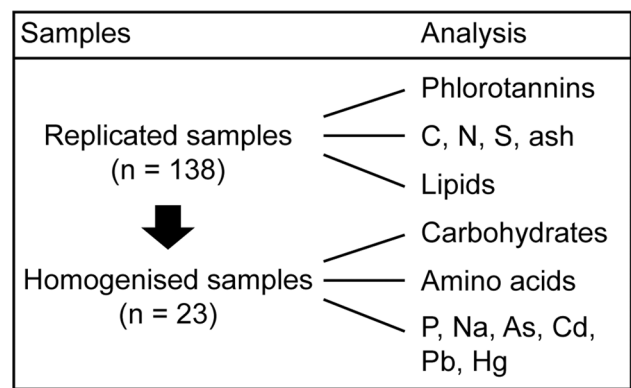 Samples
Analysis
Replicated samples
(n = 138)
Phlorotannins
C, N, S, ash
Lipids
Homogenised samples
(n = 23)
Carbohydrates
Amino acids
P, Na, As, Cd,
Pb, Hg